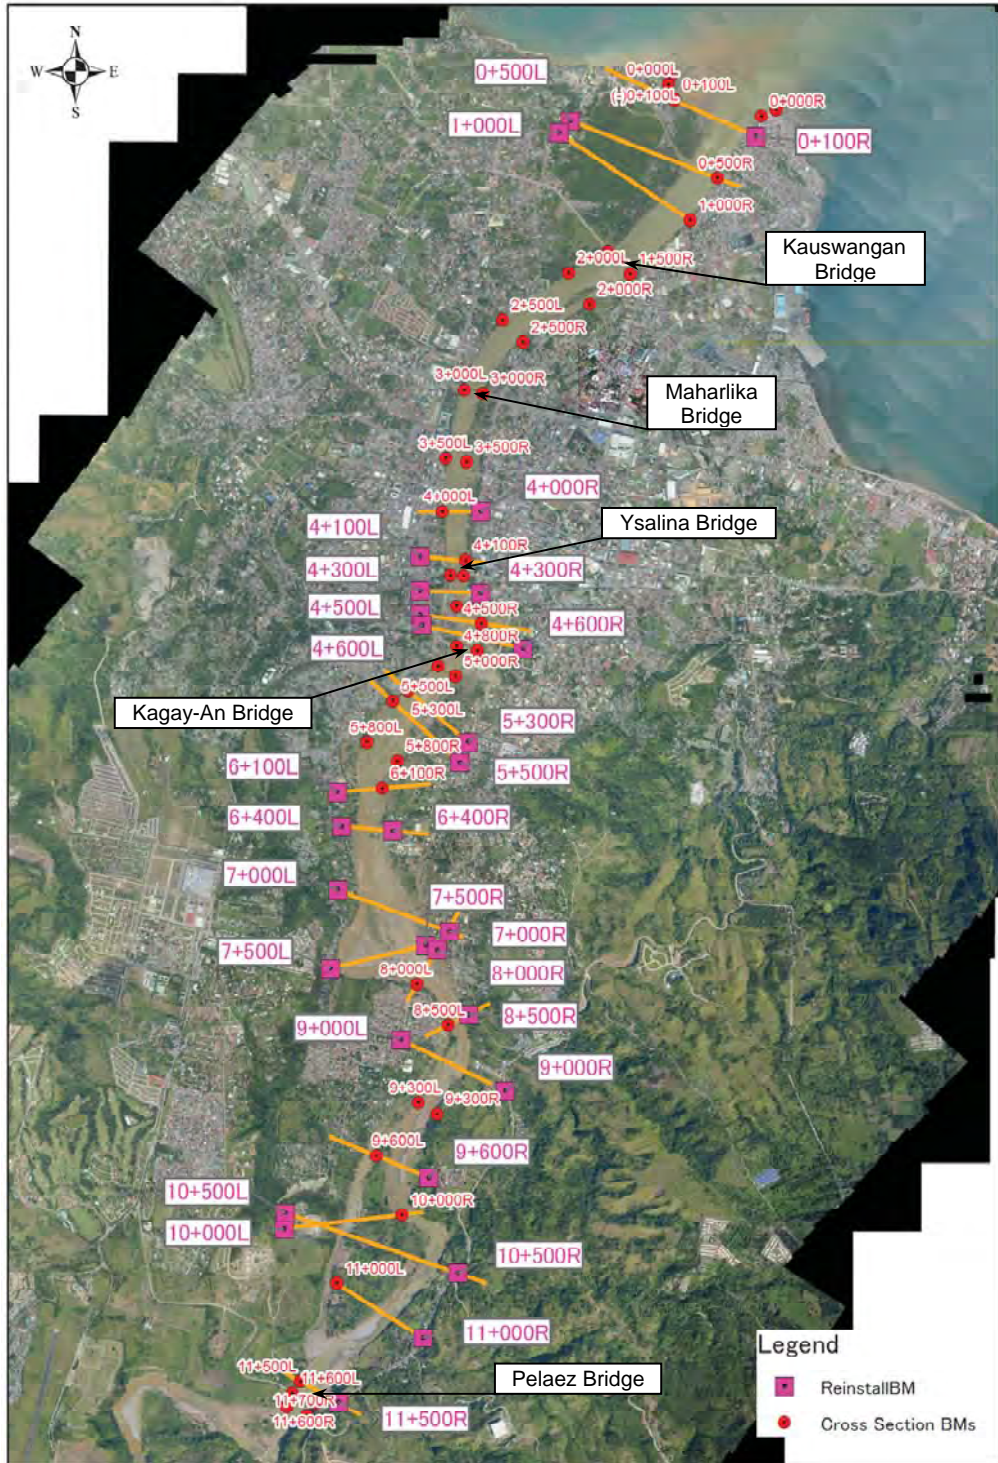 N
W E
S
0+500L
0+000L
0+100L
(-)0+100L
0+000R
1+000L
0+100R
0+500R
1+000R
Kauswangan
Bridge
2+000L
1+500R
2+000R
2+500L
2+500R
3+000L
3+000R
Maharlika
Bridge
3+500L
3+500R
4+000R
4+000L
Ysalina Bridge
4+100L
4+100R
4+300L
4+300R
4+500L
4+500R
4+600R
4+600L
4+800R
5+000R
5+500L
Kagay-An Bridge
5+300L
5+300R
5+800L
5+800R
5+500R
6+100L
6+100R
6+400L
6+400R
7+000L
7+500R
7+000R
7+500L
8+000L
8+000R
8+500L
8+500R
9+000L
9+000R
9+300L
9+300R
9+600L
9+600R
10+500L
10+000R
10+000L
10+500R
11+000L
11+000R
Legend
11+500L
11+600L
Pelaez Bridge
ReinstallBM
11+700R
11+600R
11+500R
Cross Section BMs